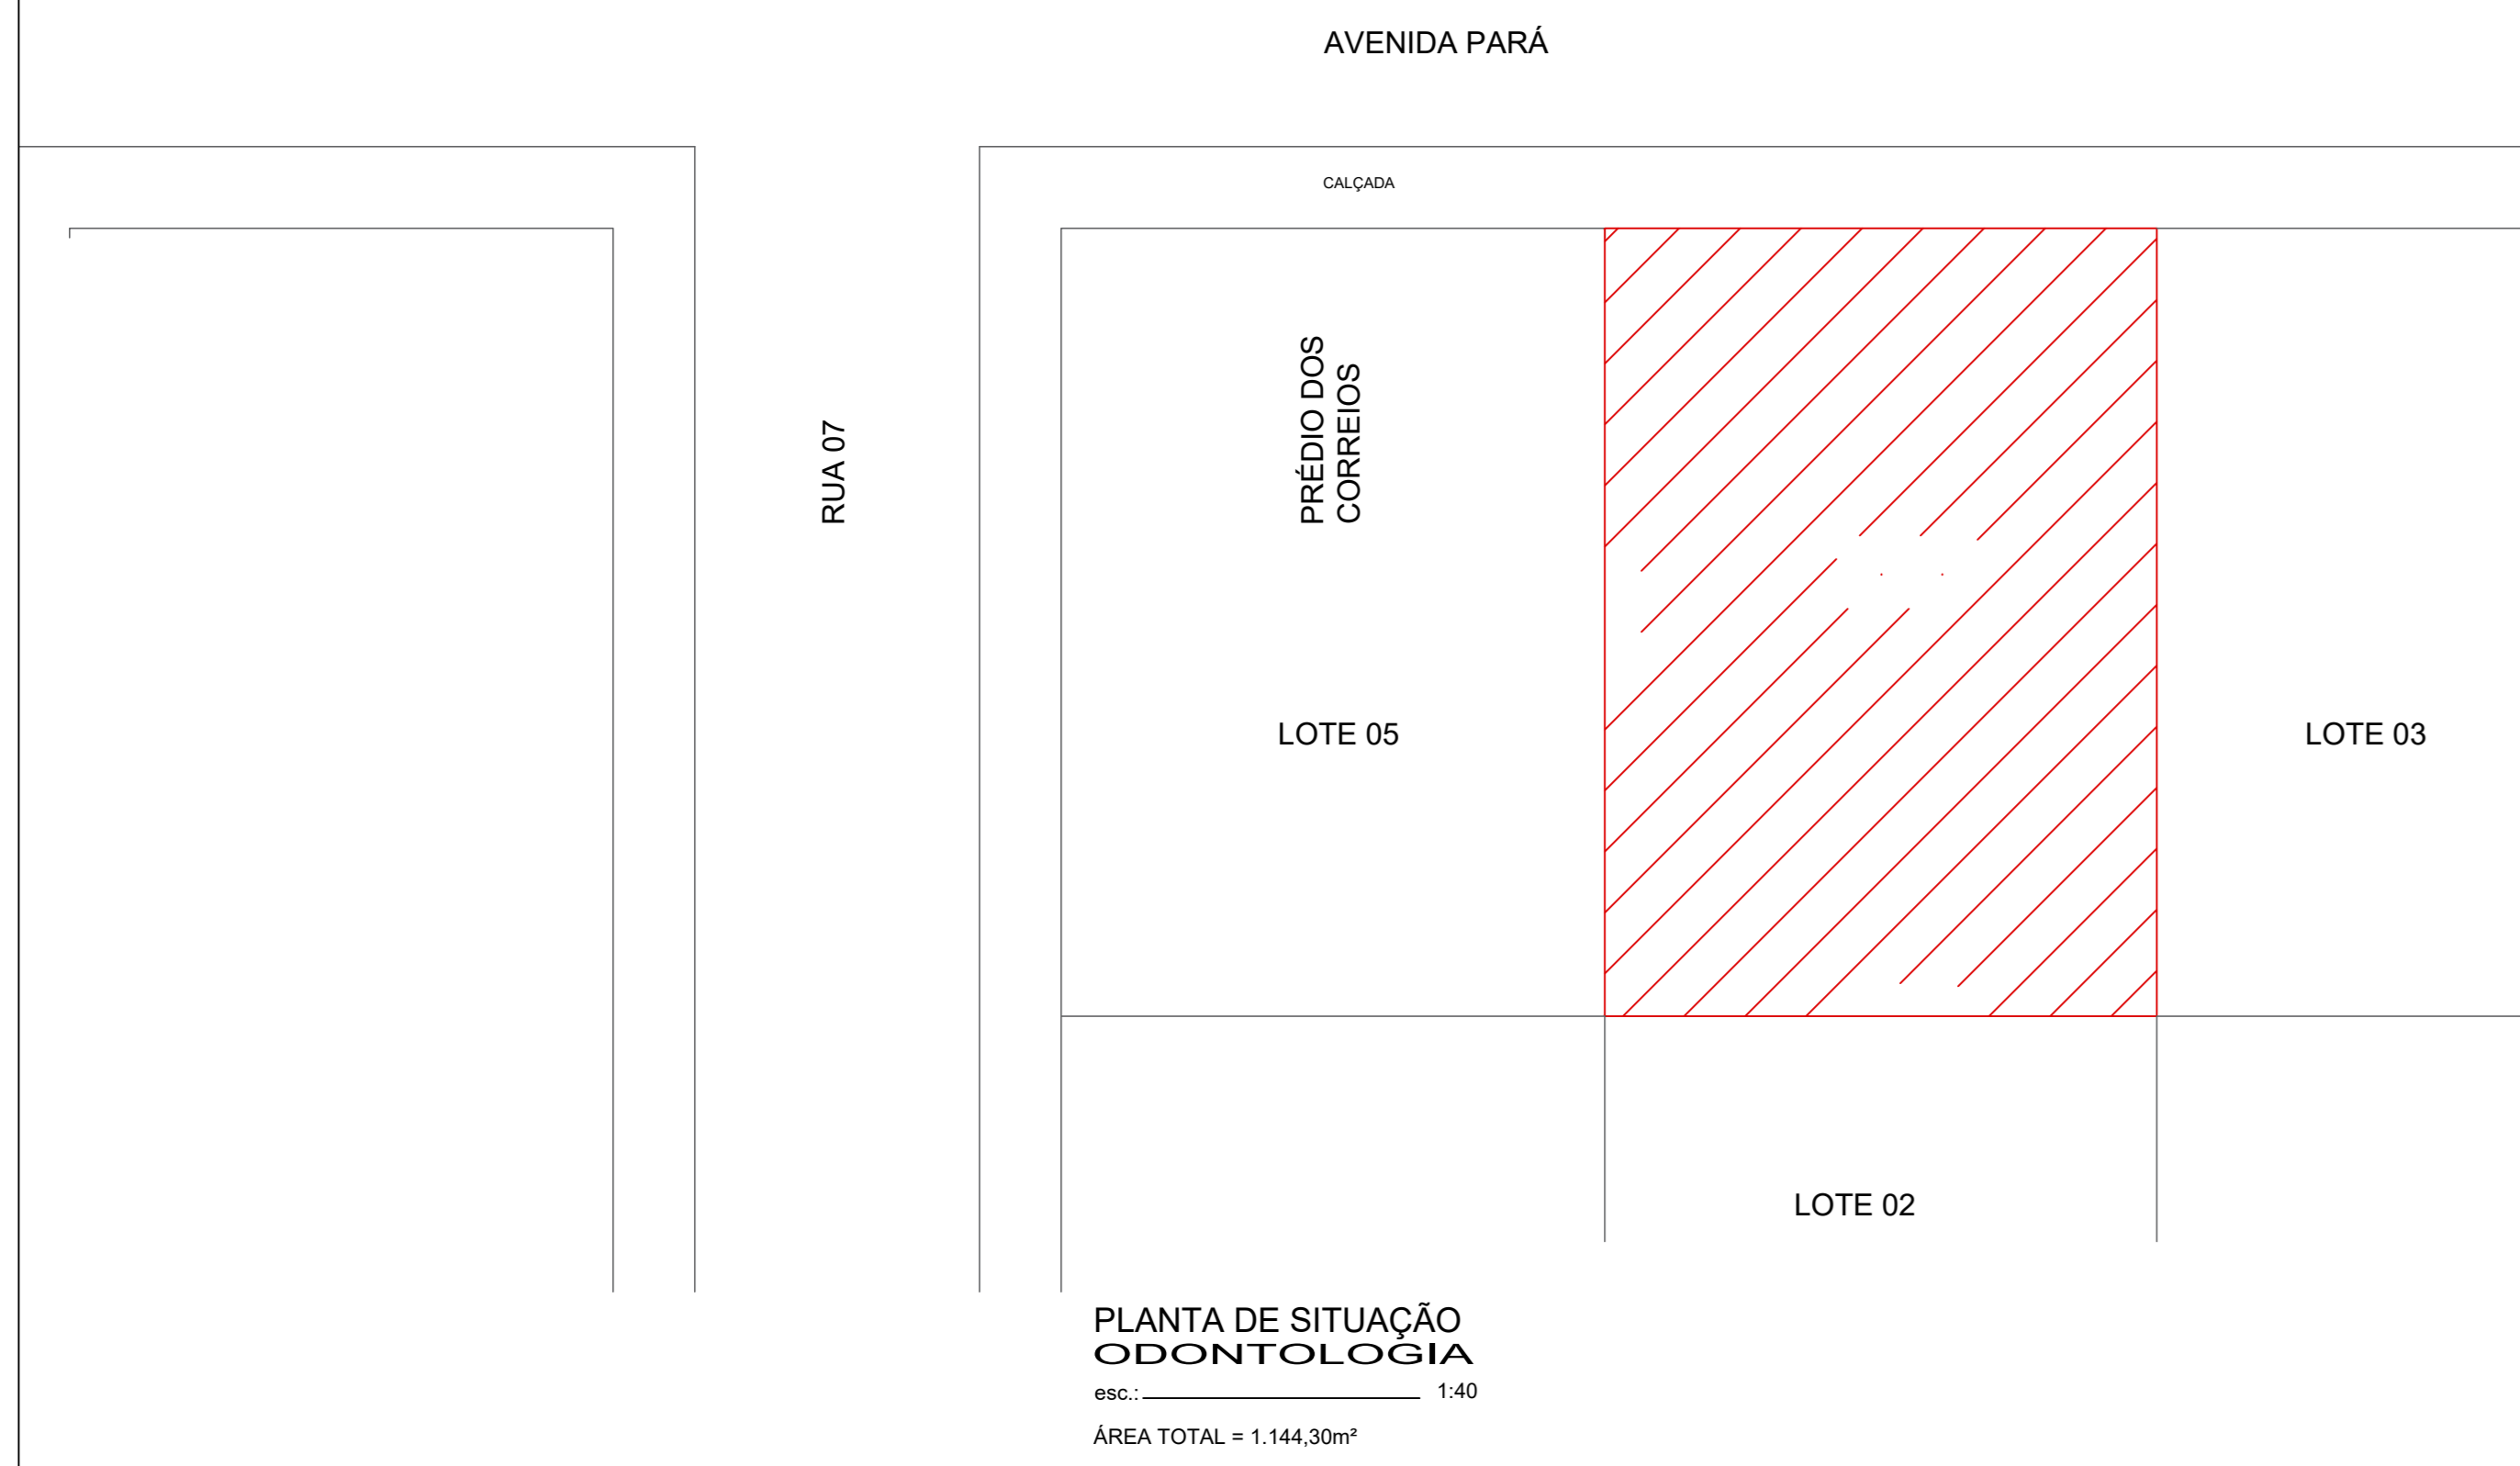 AVENIDA PARÁ
CALÇADA
RUA 07
PRÉDIO DOS
CORREIOS
LOTE 05
LOTE 03
LOTE 02
PLANTA DE SITUAÇÃO
ODONTOLOGIA
esc.: 1:40
ÁREA TOTAL = 1.144,30m²